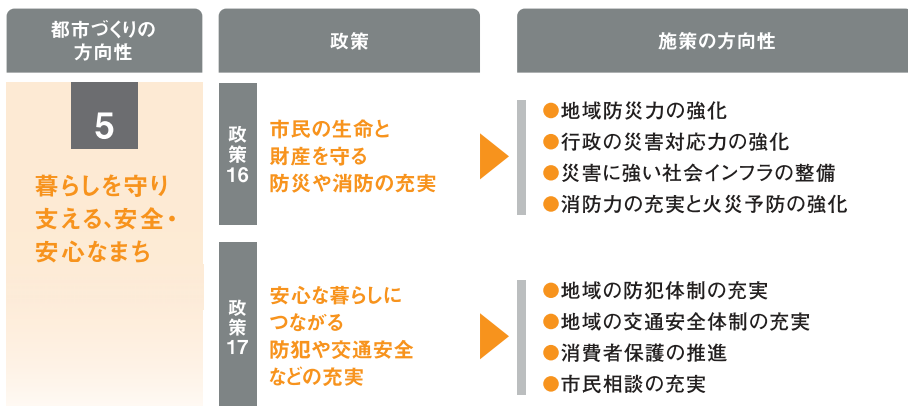 都市づくりの
方向性
政策
施策の方向性
5
暮らしを守り
支える、安全・
安心なまち
政策16
市民の生命と
財産を守る
防災や消防の充実
●地域防災力の強化
●行政の災害対応力の強化
●災害に強い社会インフラの整備
●消防力の充実と火災予防の強化
政策17
安心な暮らしに
つながる
防犯や交通安全
などの充実
●地域の防犯体制の充実
●地域の交通安全体制の充実
●消費者保護の推進
●市民相談の充実